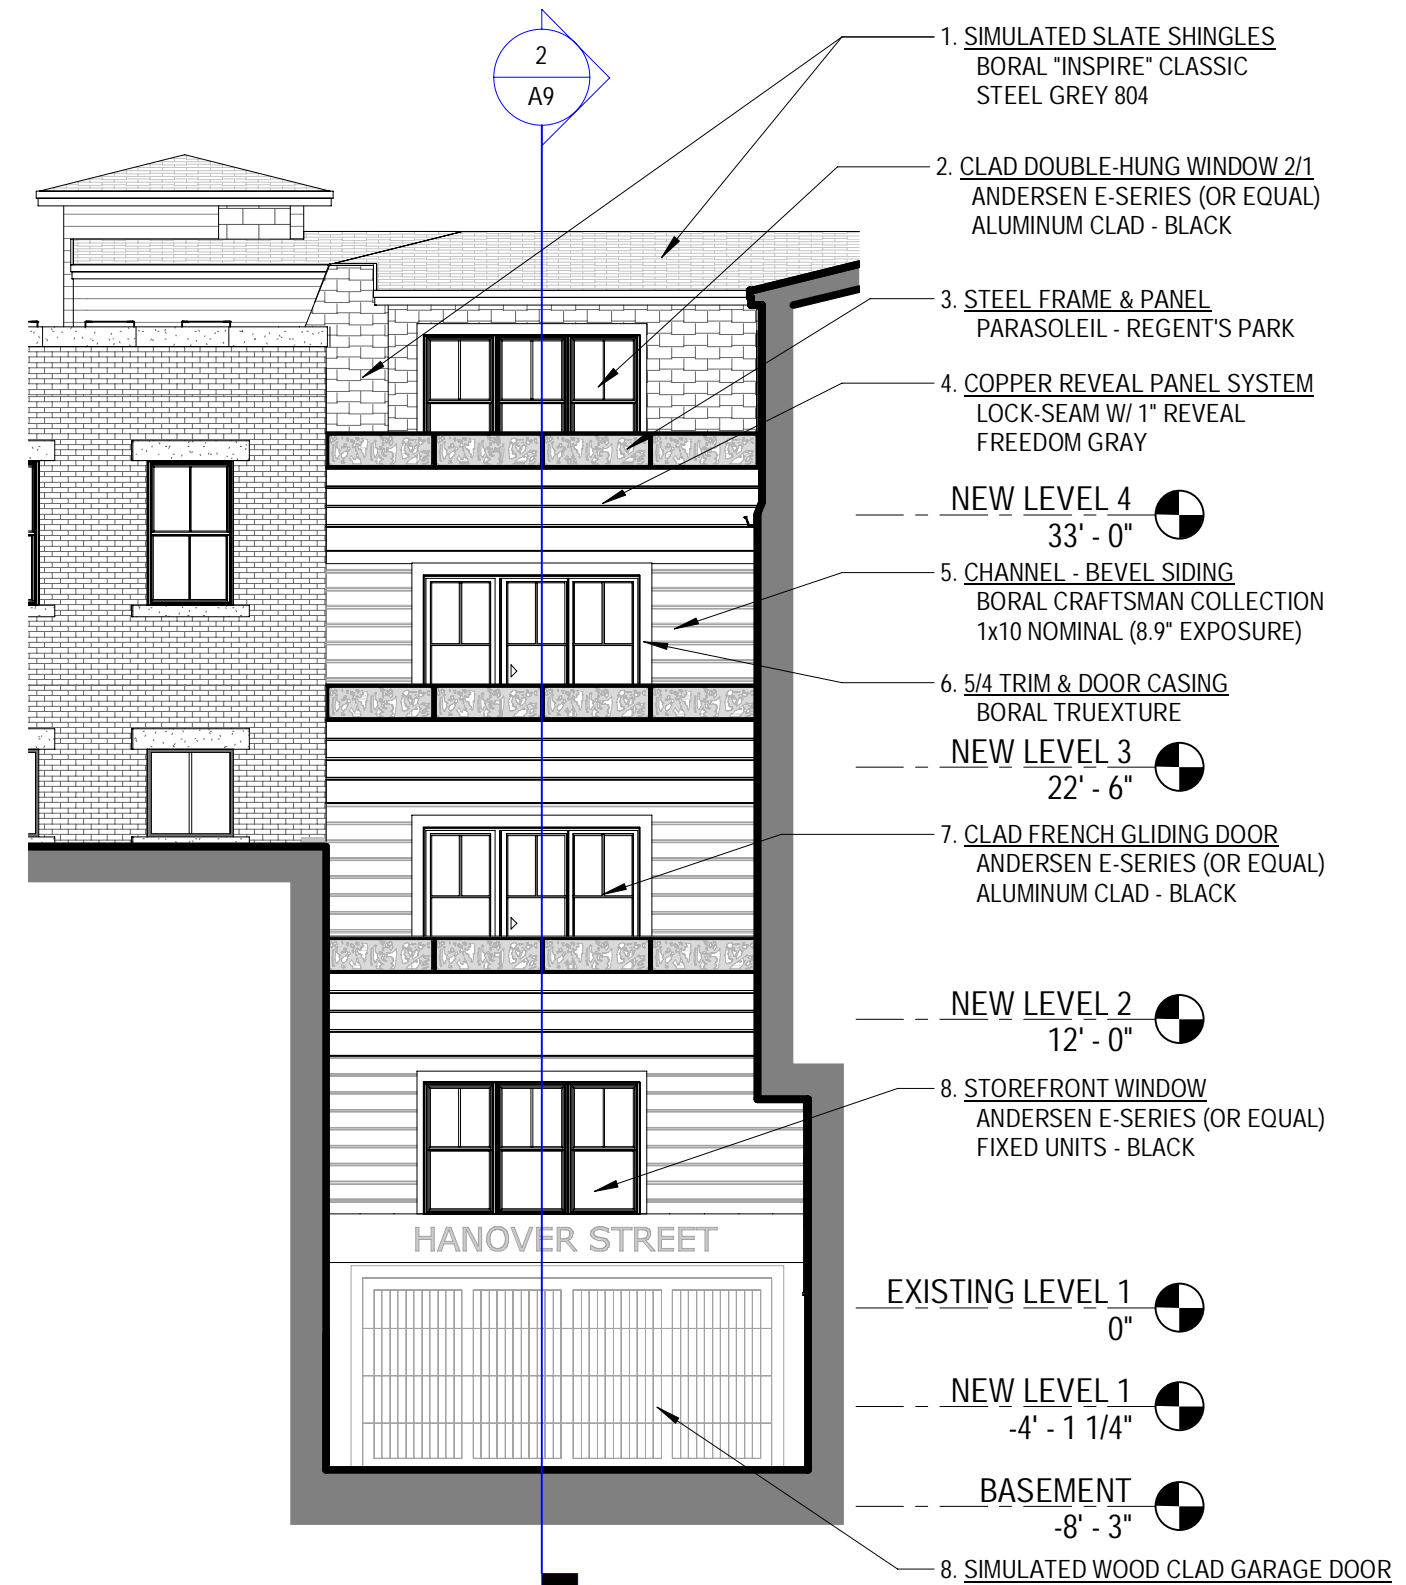 2
A9
1. SIMULATED SLATE SHINGLES
BORAL "INSPIRE" CLASSIC
STEEL GREY 804
2. CLAD DOUBLE-HUNG WINDOW 2/1
ANDERSEN E-SERIES (OR EQUAL)
ALUMINUM CLAD - BLACK
3. STEEL FRAME & PANEL
PARASOLEIL - REGENT'S PARK
4. COPPER REVEAL PANEL SYSTEM
LOCK-SEAM W/ 1" REVEAL
FREEDOM GRAY
NEW LEVEL 4
33' - 0"
5. CHANNEL - BEVEL SIDING
BORAL CRAFTSMAN COLLECTION
1x10 NOMINAL (8.9" EXPOSURE)
6. 5/4 TRIM & DOOR CASING
BORAL TRUEXTURE
NEW LEVEL 3
22' - 6"
7. CLAD FRENCH GLIDING DOOR
ANDERSEN E-SERIES (OR EQUAL)
ALUMINUM CLAD - BLACK
NEW LEVEL 2
12' - 0"
8. STOREFRONT WINDOW
ANDERSEN E-SERIES (OR EQUAL)
FIXED UNITS - BLACK
HANOVER STREET
EXISTING LEVEL 1
0"
NEW LEVEL 1
-4' - 1 1/4"
BASEMENT
-8' - 3"
8. SIMULATED WOOD CLAD GARAGE DOOR